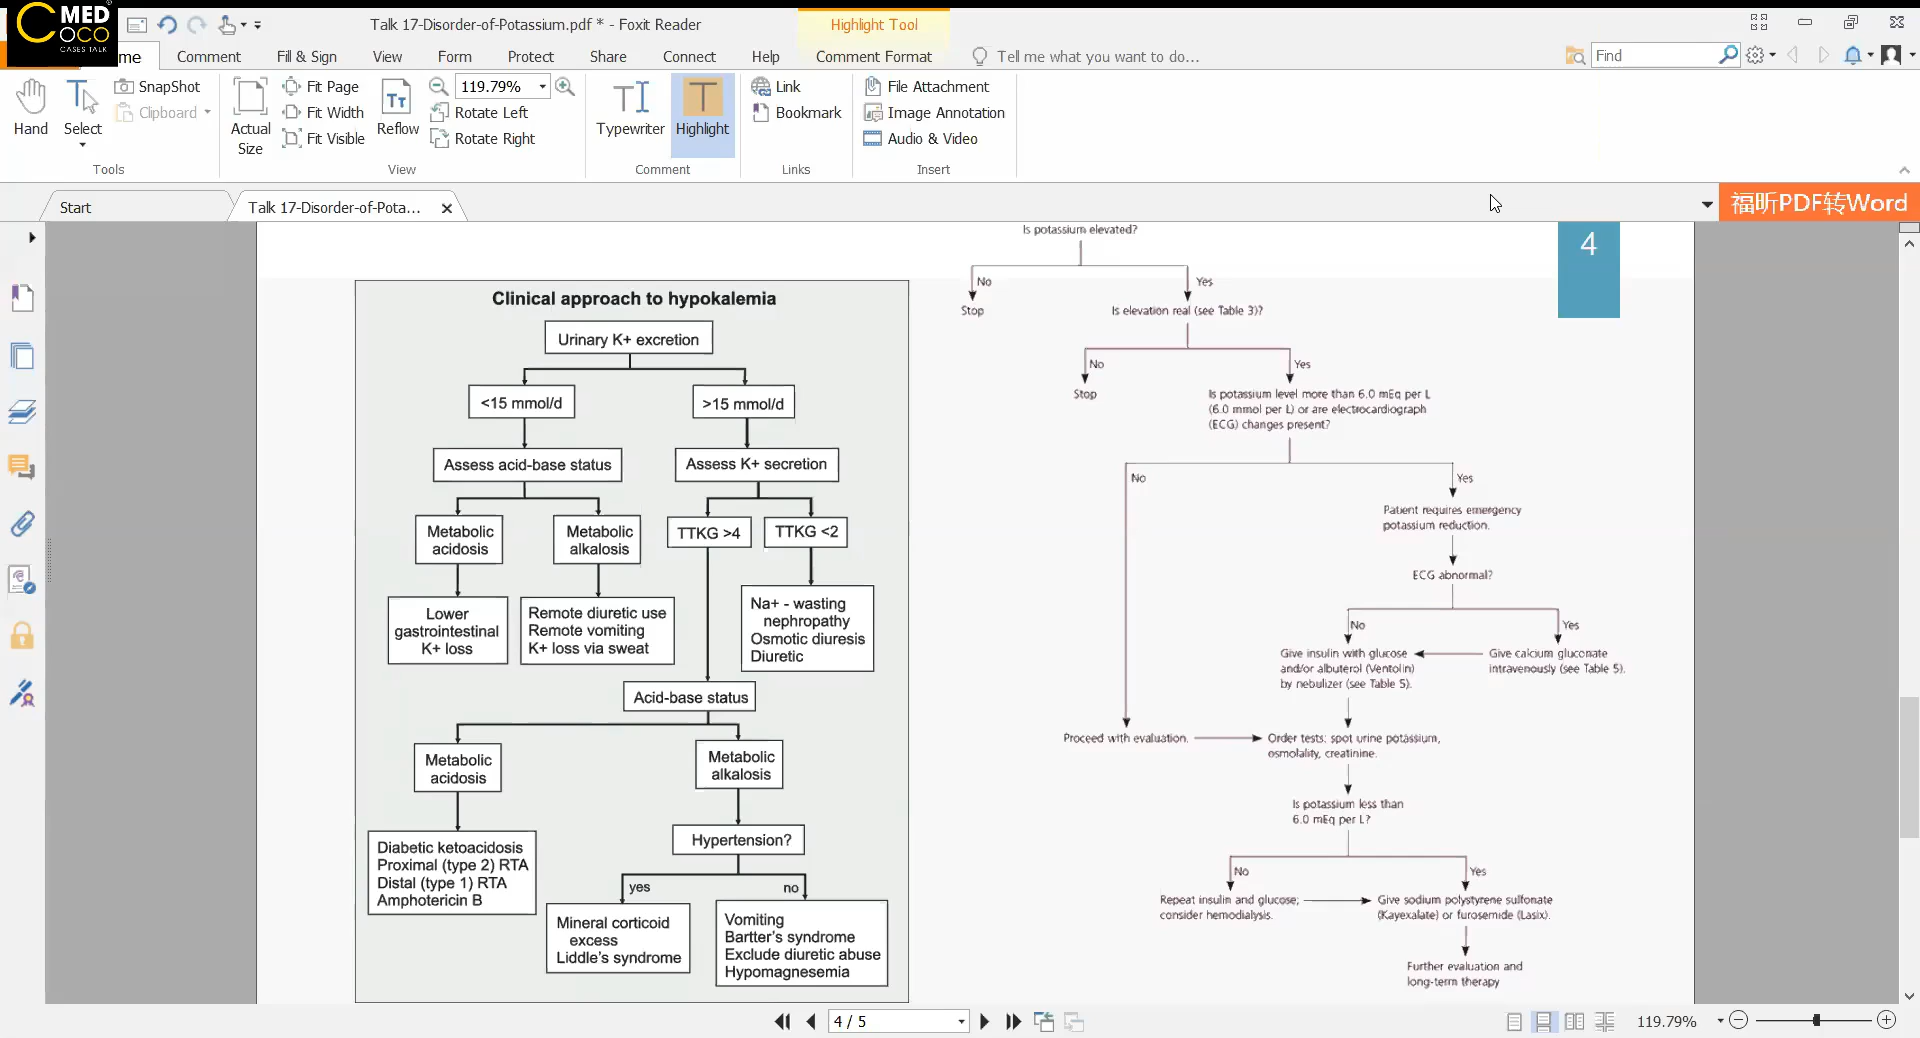 C MED
OCO
CASES TALK
Talk 17-Disorder-of-Potassium.pdf * - Foxit Reader
Highlight Tool
me
Comment
Fill & Sign
View
Form
Protect
Share
Connect
Help
Comment Format
Tell me what you want to do...
Find
Hand
Select
SnapShot
Clipboard
Tools
Actual
Size
Fit Page
Fit Width
Fit Visible
Reflow
119.79%
Rotate Left
Rotate Right
View
Typewriter
Highlight
Comment
Link
Bookmark
Links
File Attachment
Image Annotation
Audio & Video
Insert
Start
Talk 17-Disorder-of-Pota...
福昕PDF转Word
4
Clinical approach to hypokalemia
Urinary K+ excretion
<15 mmol/d
>15 mmol/d
Assess acid-base status
Assess K+ secretion
Metabolic
acidosis
Metabolic
alkalosis
TTKG >4
TTKG <2
Lower
gastrointestinal
K+ loss
Remote diuretic use
Remote vomiting
K+ loss via sweat
Na+ - wasting
nephropathy
Osmotic diuresis
Diuretic
Acid-base status
Metabolic
acidosis
Metabolic
alkalosis
Diabetic ketoacidosis
Proximal (type 2) RTA
Distal (type 1) RTA
Amphotericin B
Hypertension?
yes
no
Mineral corticoid
excess
Liddle's syndrome
Vomiting
Bartter's syndrome
Exclude diuretic abuse
Hypomagnesemia
Is potassium elevated?
No
Yes
Stop
Is elevation real (see Table 3)?
No
Yes
Stop
Is potassium level more than 6.0 mEq per L
(6.0 mmol per L) or are electrocardiograph
(ECG) changes present?
No
Yes
Patient requires emergency
potassium reduction.
ECG abnormal?
No
Yes
Give insulin with glucose
and/or albuterol (Ventolin)
by nebulizer (see Table 5).
Give calcium gluconate
intravenously (see Table 5).
Proceed with evaluation.
Order tests: spot urine potassium,
osmolality, creatinine.
Is potassium less than
6.0 mEq per L?
No
Yes
Repeat insulin and glucose;
consider hemodialysis.
Give sodium polystyrene sulfonate
(Kayexalate) or furosemide (Lasix).
Further evaluation and
long-term therapy
4 / 5
119.79%